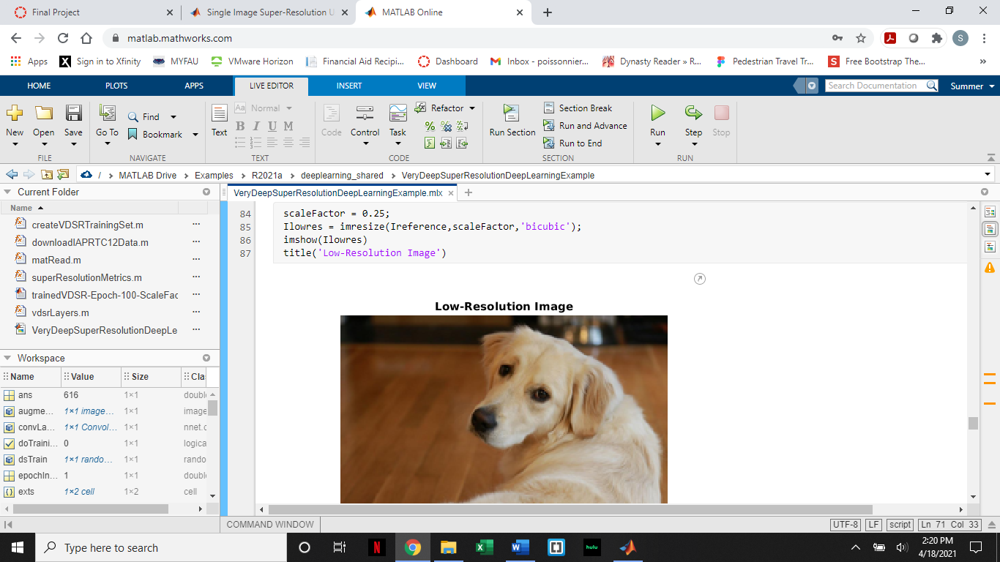 Final Project
Single Image Super-Resolution U
MATLAB Online
matlab.mathworks.com
S
Apps
Sign in to Xfinity
MYFAU
VMware Horizon
Financial Aid Recipi...
Dashboard
Inbox - poissonnier...
Dynasty Reader » R...
Pedestrian Travel Tr...
S Free Bootstrap The...
HOME PLOTS APPS LIVE EDITOR INSERT VIEW
Search Documentation
Summer
New Open Save
FILE
Go To
Find
Bookmark
NAVIGATE
Text
Aa Normal
B I U M
TEXT
Code Control Task
Refactor
CODE
Run Section
Section Break
Run and Advance
Run to End
SECTION
Run Step Stop
RUN
/ MATLAB Drive Examples R2021a deeplearning_shared VeryDeepSuperResolutionDeepLearningExample
Current Folder
Name
createVDSRTrainingSet.m ...
downloadIAPRTC12Data.m ...
matRead.m ...
superResolutionMetrics.m ...
trainedVDSR-Epoch-100-ScaleFac ...
vdsrLayers.m ...
VeryDeepSuperResolutionDeepLe ...
Workspace
Name Value Size Cla
ans 616 1×1 double
augme... 1×1 image... 1×1 image
convLa... 1×1 Convol... 1×1 nnet.c
doTraini... 0 1×1 logica
dsTrain 1×1 rando... 1×1 rando
epochIn... 1 1×1 double
exts 1×2 cell 1×2 cell
VeryDeepSuperResolutionDeepLearningExample.mlx
84 scaleFactor = 0.25;
85 Ilowres = imresize(Ireference,scaleFactor,'bicubic');
86 imshow(Ilowres)
87 title('Low-Resolution Image')
Low-Resolution Image
COMMAND WINDOW
UTF-8 LF script Ln 71 Col 33
Type here to search
N
hulu
2:20 PM
4/18/2021